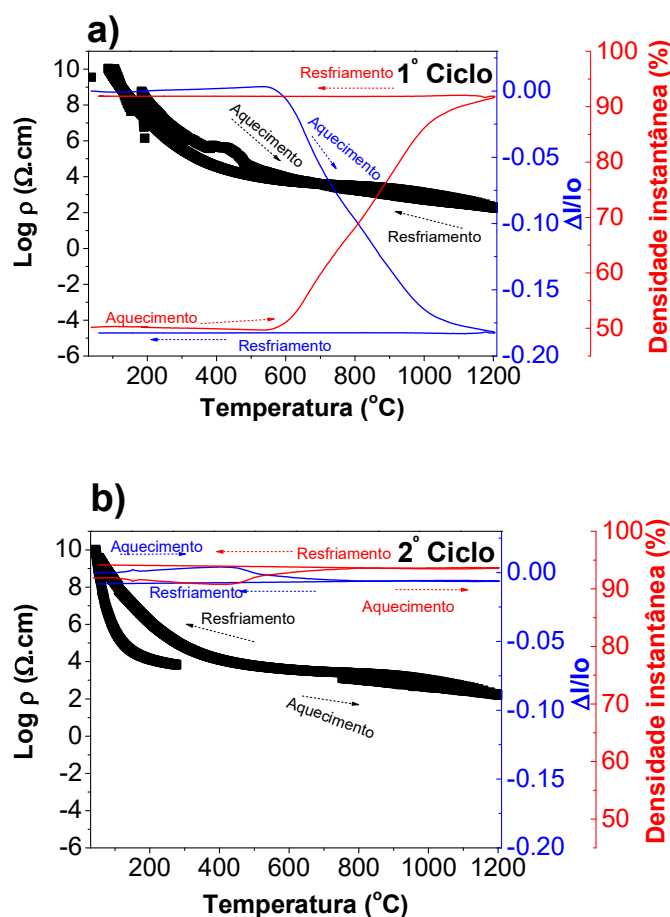 a)
1º Ciclo
Resfriamento
Aquecimento
Aquecimento
Resfriamento
Aquecimento
Resfriamento
10
8
6
4
2
0
-2
-4
-6
Log ρ (Ω.cm)
200 400 600 800 1000 1200
Temperatura (°C)
0.00
-0.05
-0.10
-0.15
-0.20
Δl/lo
100
90
80
70
60
50
Densidade instantânea (%)
b)
2º Ciclo
Aquecimento
Resfriamento
Resfriamento
Resfriamento
Aquecimento
Aquecimento
10
8
6
4
2
0
-2
-4
-6
Log ρ (Ω.cm)
200 400 600 800 1000 1200
Temperatura (°C)
0.00
-0.05
-0.10
-0.15
-0.20
Δl/lo
100
90
80
70
60
50
Densidade instantânea (%)